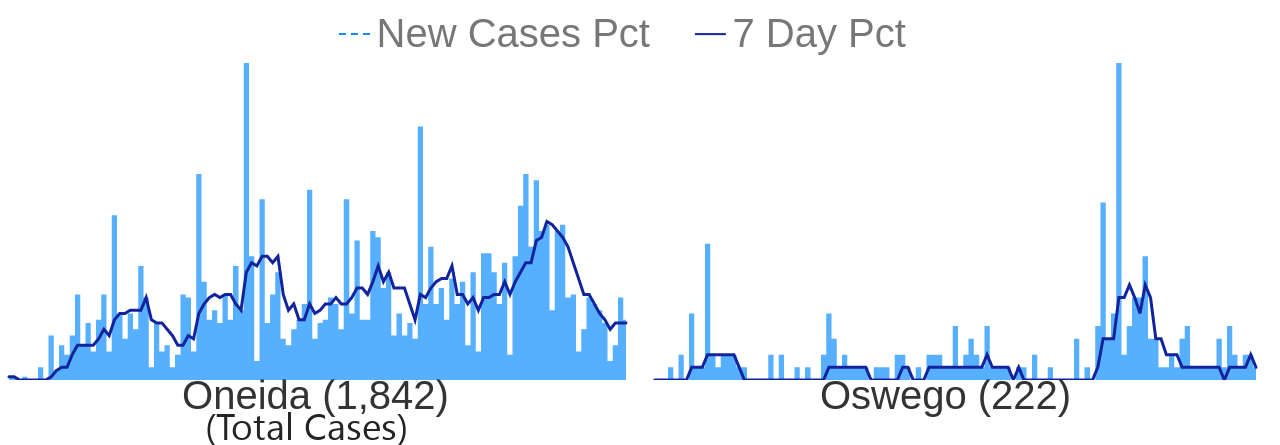 New Cases Pct 7 Day Pct
Oneida (1,842) Oswego (222)
(Total Cases)